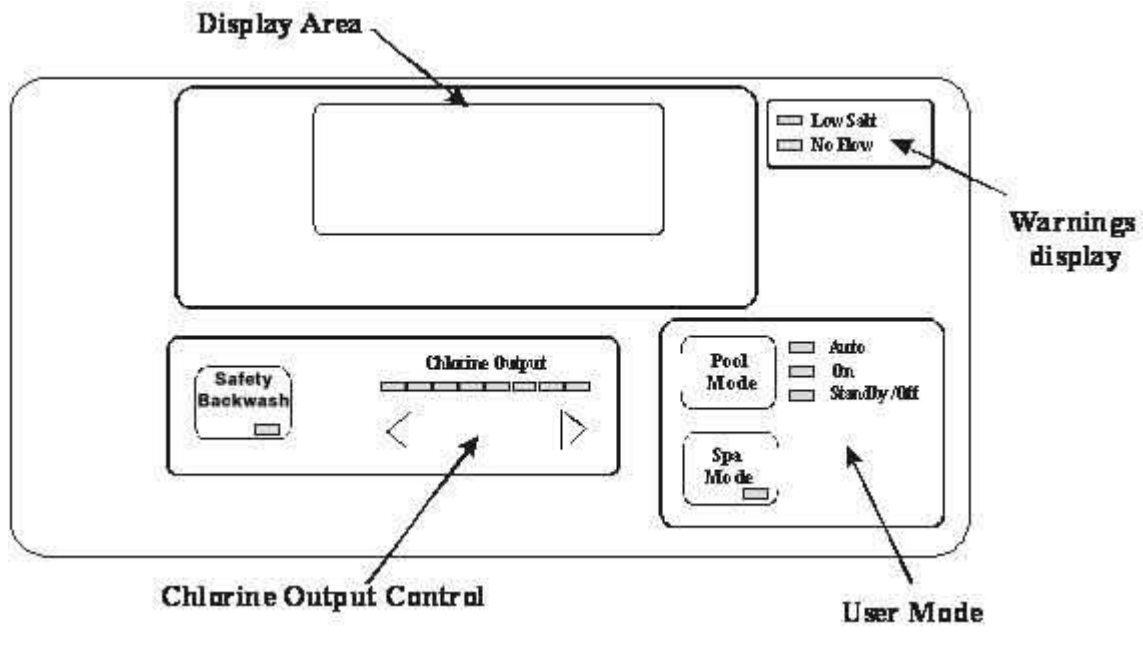 Display Area
Low Salt
No Flow
Warnings
display
Safety
Backwash
Chlorine Output
Pool
Mode
Auto
On
Standby/Off
Spa
Mode
Chlorine Output Control
User Mode